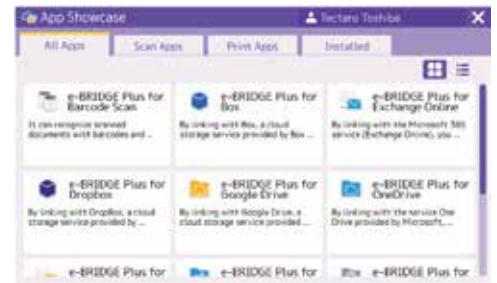 App Showcase
Tectaro Toshiba
All Apps
Scan Apps
Print Apps
Installed
e-BRIDGE Plus for
Barcode Scan
It can recognize scanned
documents with barcodes and ...
e-BRIDGE Plus for
Box
By linking with Box, a cloud
storage service provided by Box ...
e-BRIDGE Plus for
Exchange Online
By linking with the Microsoft 365
service (Exchange Online), you ...
e-BRIDGE Plus for
Dropbox
By linking with DropBox, a cloud
storage service provided by ...
e-BRIDGE Plus for
Google Drive
By linking with Google Drive, a
cloud storage service provided ...
e-BRIDGE Plus for
OneDrive
By linking with the service One
Drive provided by Microsoft, ...
e-BRIDGE Plus for
e-BRIDGE Plus for
e-BRIDGE Plus for